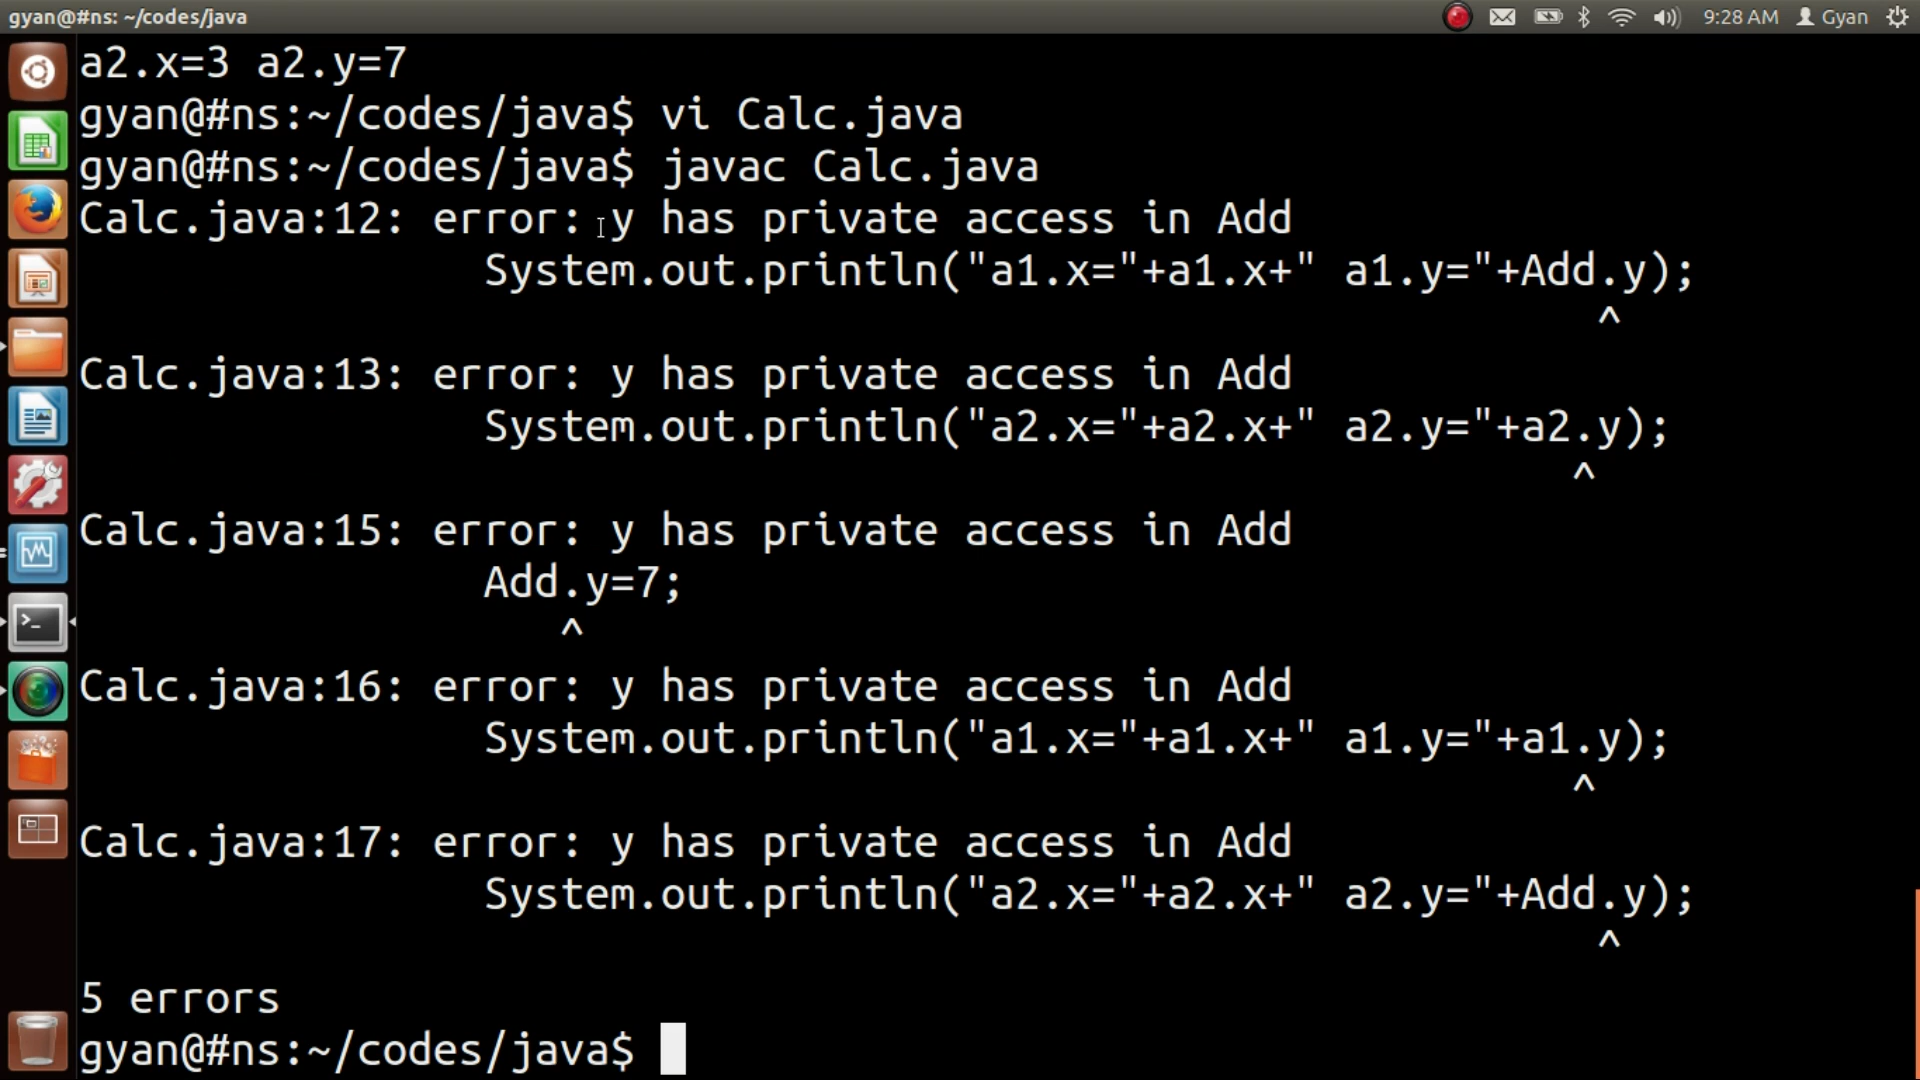 gyan@#ns: ~/codes/java 9:28 AM Gyan
a2.x=3 a2.y=7
gyan@#ns:~/codes/java$ vi Calc.java
gyan@#ns:~/codes/java$ javac Calc.java
Calc.java:12: error: y has private access in Add
System.out.println("a1.x="+a1.x+" a1.y="+Add.y);
^
Calc.java:13: error: y has private access in Add
System.out.println("a2.x="+a2.x+" a2.y="+a2.y);
^
Calc.java:15: error: y has private access in Add
Add.y=7;
^
Calc.java:16: error: y has private access in Add
System.out.println("a1.x="+a1.x+" a1.y="+a1.y);
^
Calc.java:17: error: y has private access in Add
System.out.println("a2.x="+a2.x+" a2.y="+Add.y);
^
5 errors
gyan@#ns:~/codes/java$